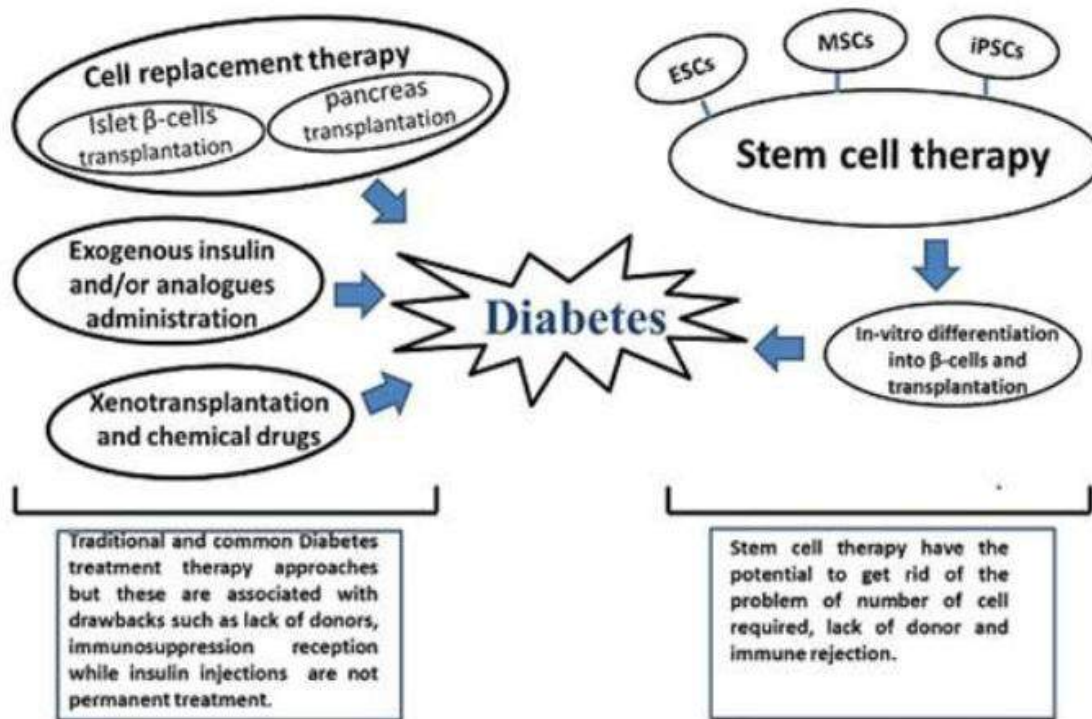 Cell replacement therapy
Islet β-cells
transplantation
pancreas
transplantation
Exogenous insulin
and/or analogues
administration
Xenotransplantation
and chemical drugs
Diabetes
ESCs
MSCs
iPSCs
Stem cell therapy
In-vitro differentiation
into β-cells and
transplantation
Traditional and common Diabetes
treatment therapy approaches
but these are associated with
drawbacks such as lack of donors,
immunosuppression reception
while insulin injections are not
permanent treatment.
Stem cell therapy have the
potential to get rid of the
problem of number of cell
required, lack of donor and
immune rejection.